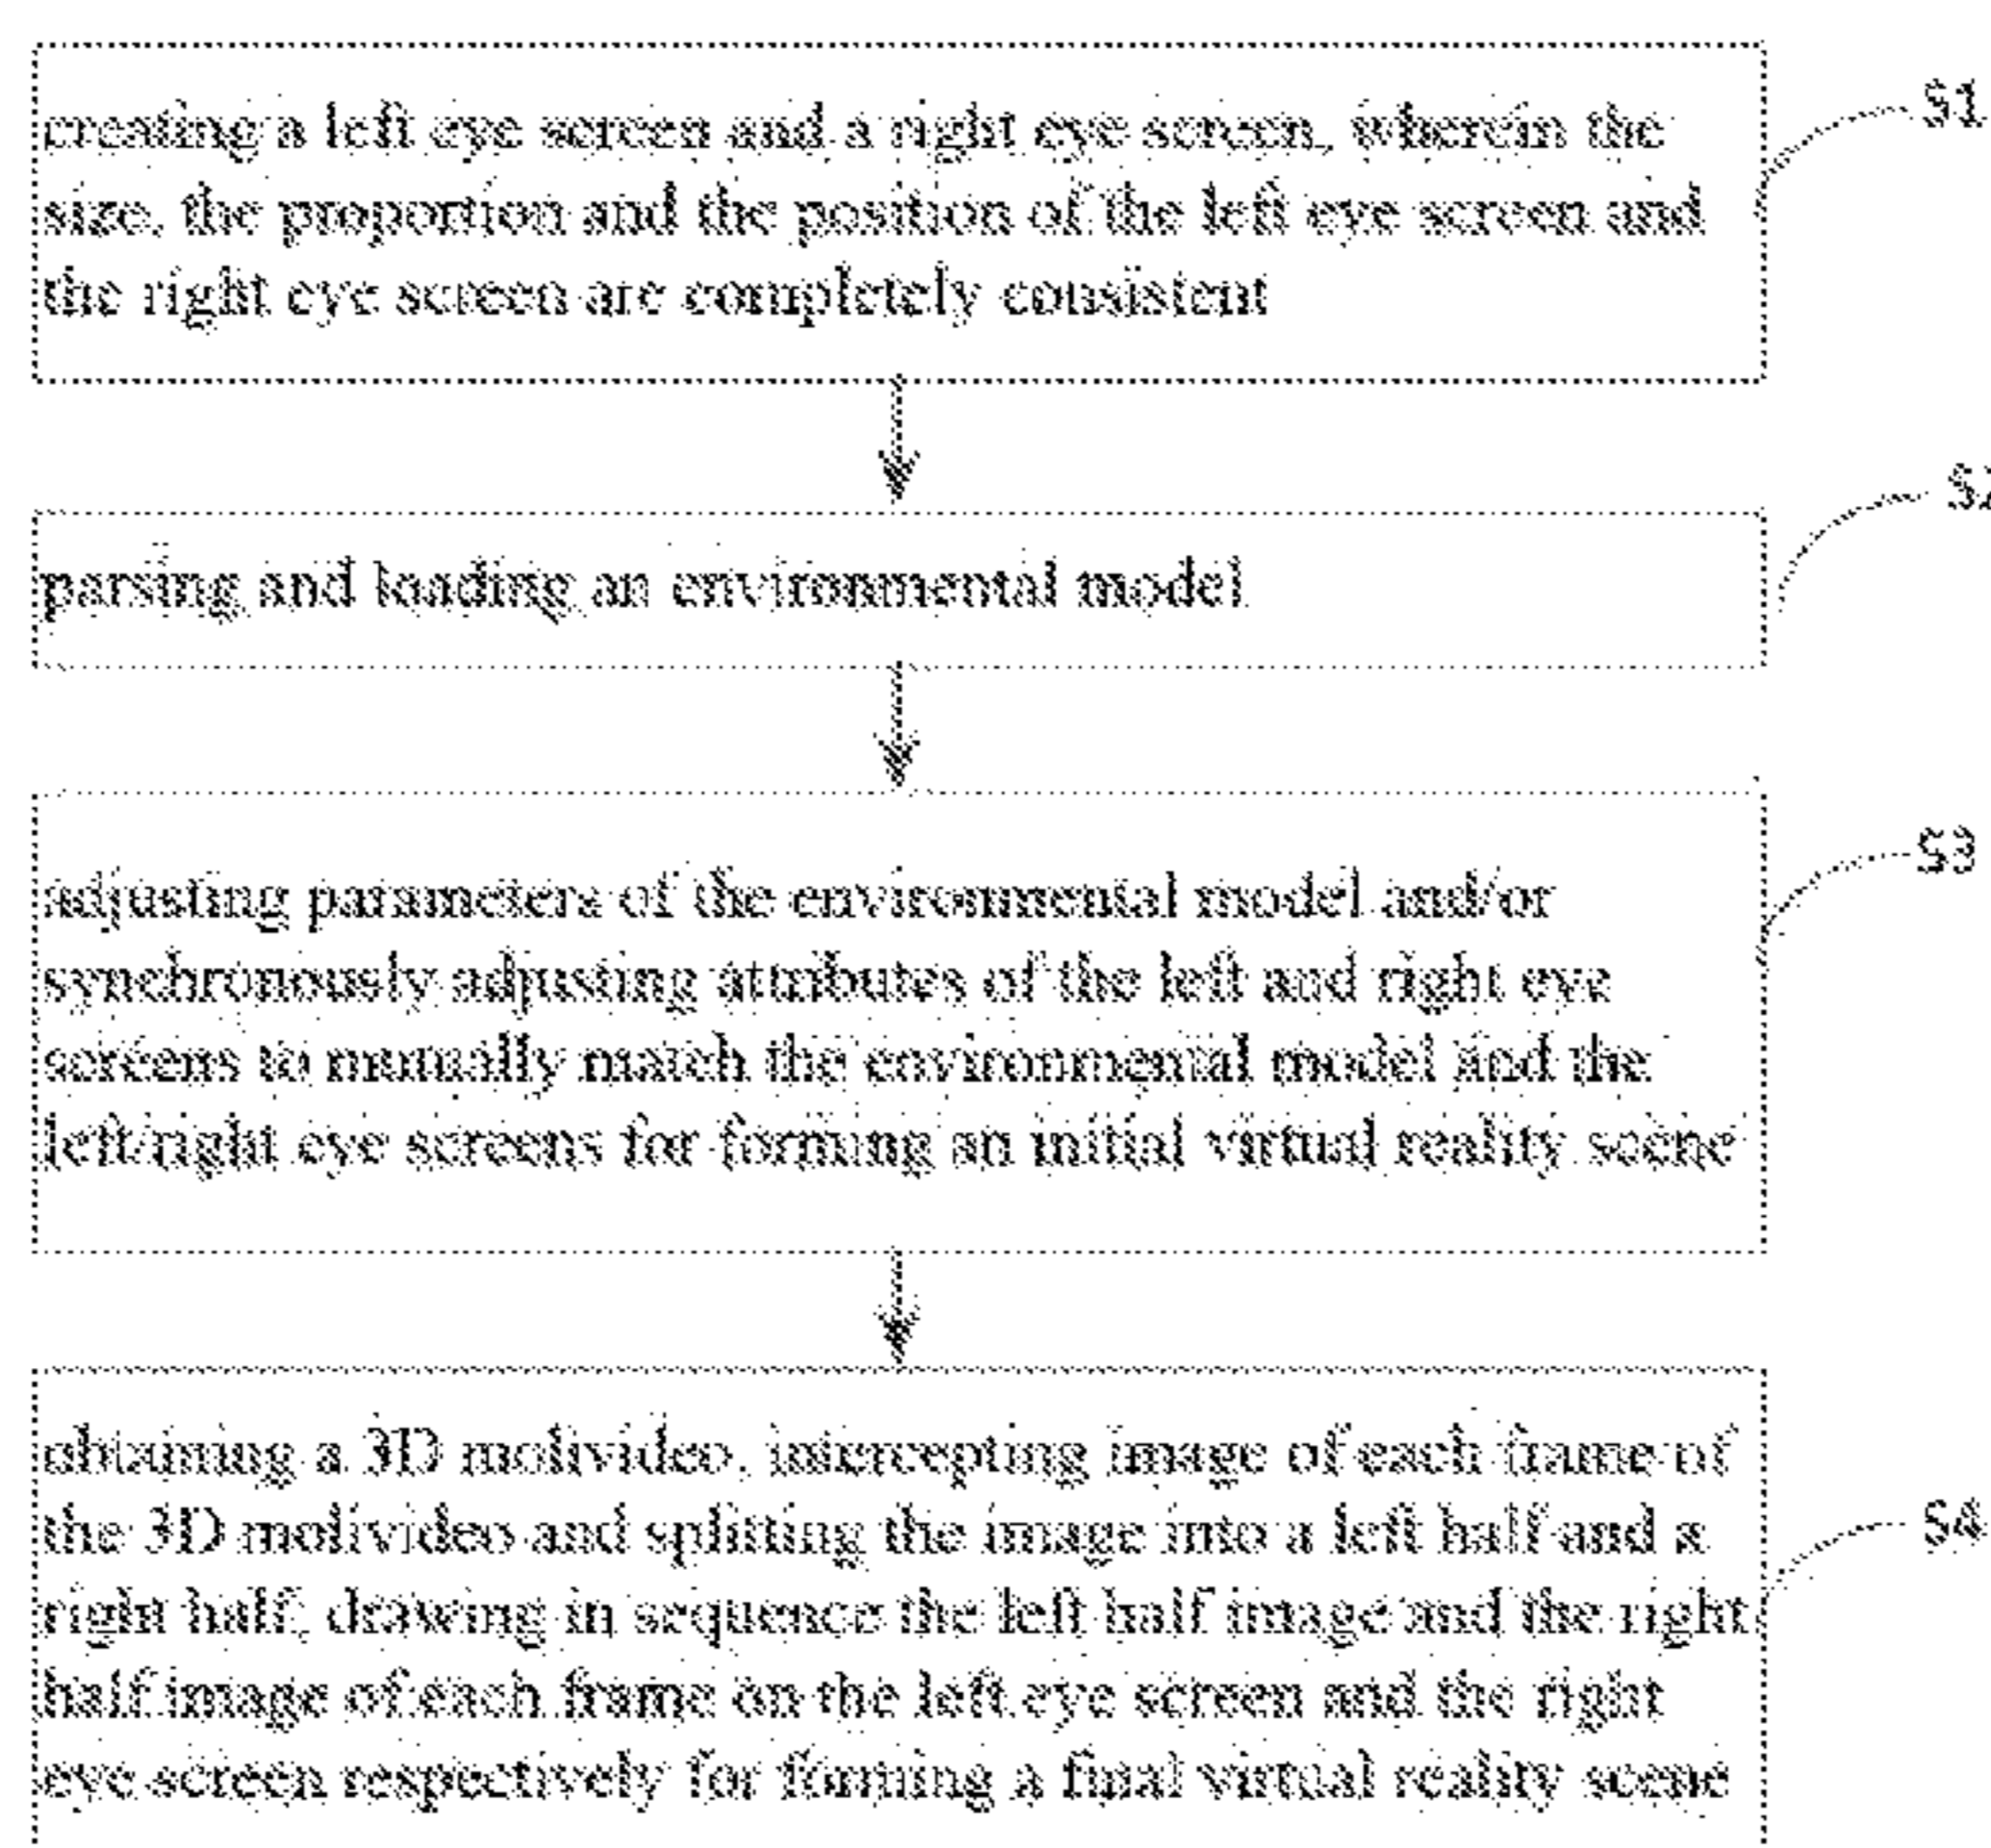 creating a left eye screen and a right eye screen, wherein the
S1
size, the proportion and the position of the left eye screen and
the right eye screen are completely consistent
S2
parsing and loading an environmental model
S3
adjusting parameters of the environmental model and/or
synchronously adjusting attributes of the left and right eye
screens to mutually match the environmental model and the
left/right eye screens for forming an initial virtual reality scene
obtaining a 3D molivideo, intercepting image of each frame of
the 3D molivideo and splitting the image into a left half and a
S4
right half, drawing in sequence the left half image and the right
half image of each frame on the left eye screen and the right
eye screen respectively for forming a final virtual reality scene